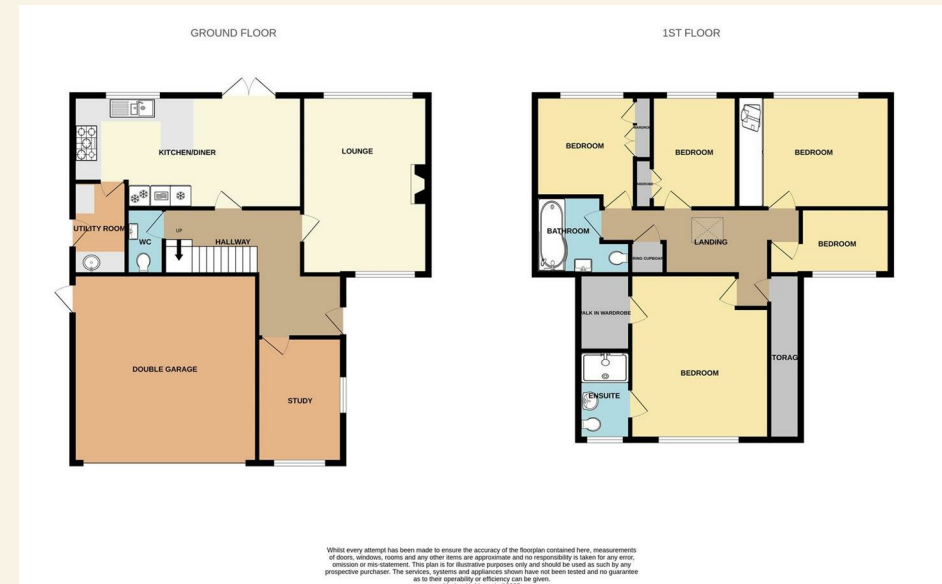 GROUND FLOOR
1ST FLOOR
KITCHEN/DINER
LOUNGE
UTILITY ROOM
WC
UP
HALLWAY
DOUBLE GARAGE
STUDY
BEDROOM
BEDROOM
BEDROOM
BATHROOM
LANDING
BEDROOM
BEDROOM
ENSUITE
STORAG
Whilst every attempt has been made to ensure the accuracy of the floorplan contained here, measurements
of doors, windows, rooms and any other items are approximate and no responsibility is taken for any error,
omission or mis-statement. This plan is for illustrative purposes only and should be used as such by any
prospective purchaser. The services, systems and appliances shown have not been tested and no guarantee
as to their operability or efficiency can be given.